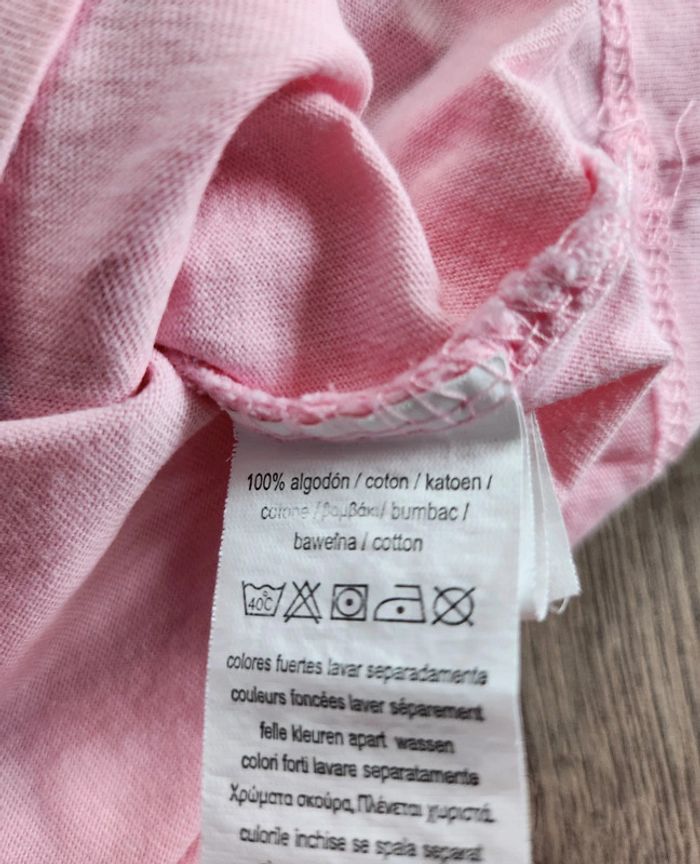 100% algodón / coton / katoen /
cotone / βαμβάκι/ bumbac /
bawełna / cotton
40C
colores fuertes lavar separadamente
couleurs foncées laver séparement
felle kleuren apart wassen
colori forti lavare separatamente
Χρώματα σκούρα, Πλένεται χωριστά.
culorile inchise se spala separat